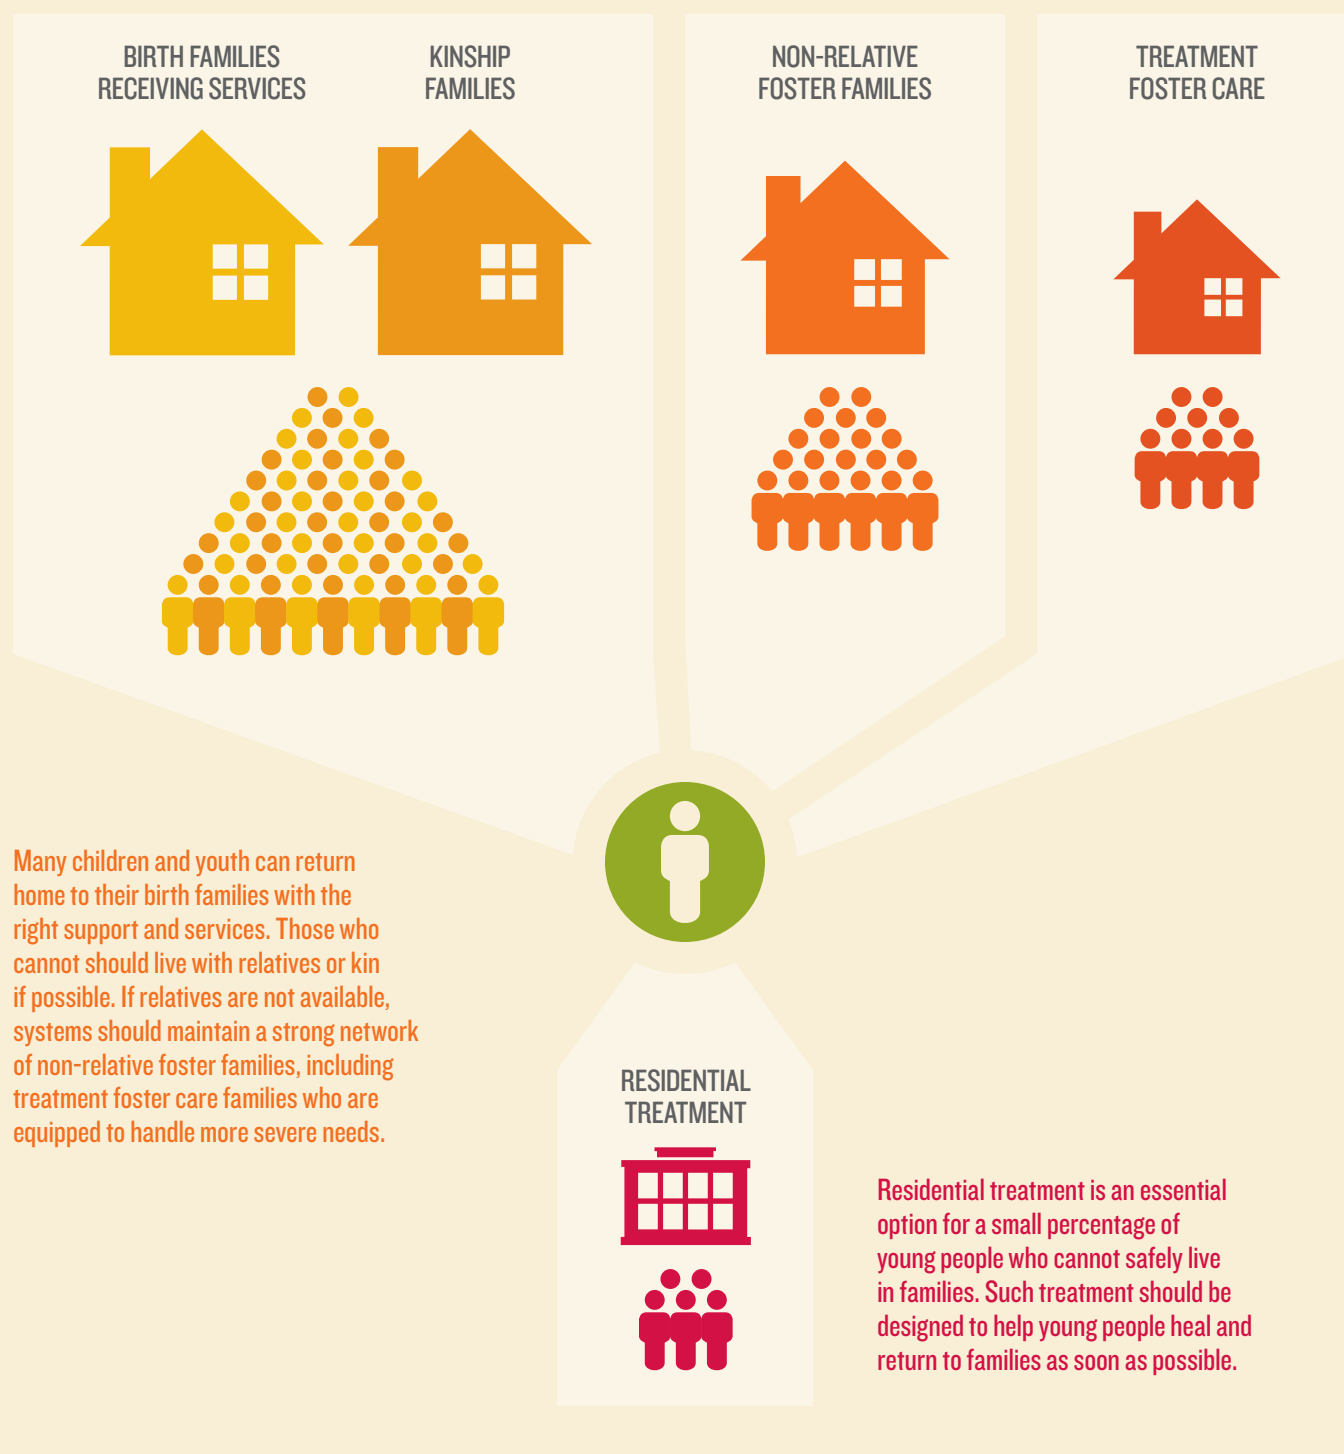 BIRTH FAMILIES
RECEIVING SERVICES
KINSHIP
FAMILIES
NON-RELATIVE
FOSTER FAMILIES
TREATMENT
FOSTER CARE
Many children and youth can return
home to their birth families with the
right support and services. Those who
cannot should live with relatives or kin
if possible. If relatives are not available,
systems should maintain a strong network
of non-relative foster families, including
treatment foster care families who are
equipped to handle more severe needs.
RESIDENTIAL
TREATMENT
Residential treatment is an essential
option for a small percentage of
young people who cannot safely live
in families. Such treatment should be
designed to help young people heal and
return to families as soon as possible.